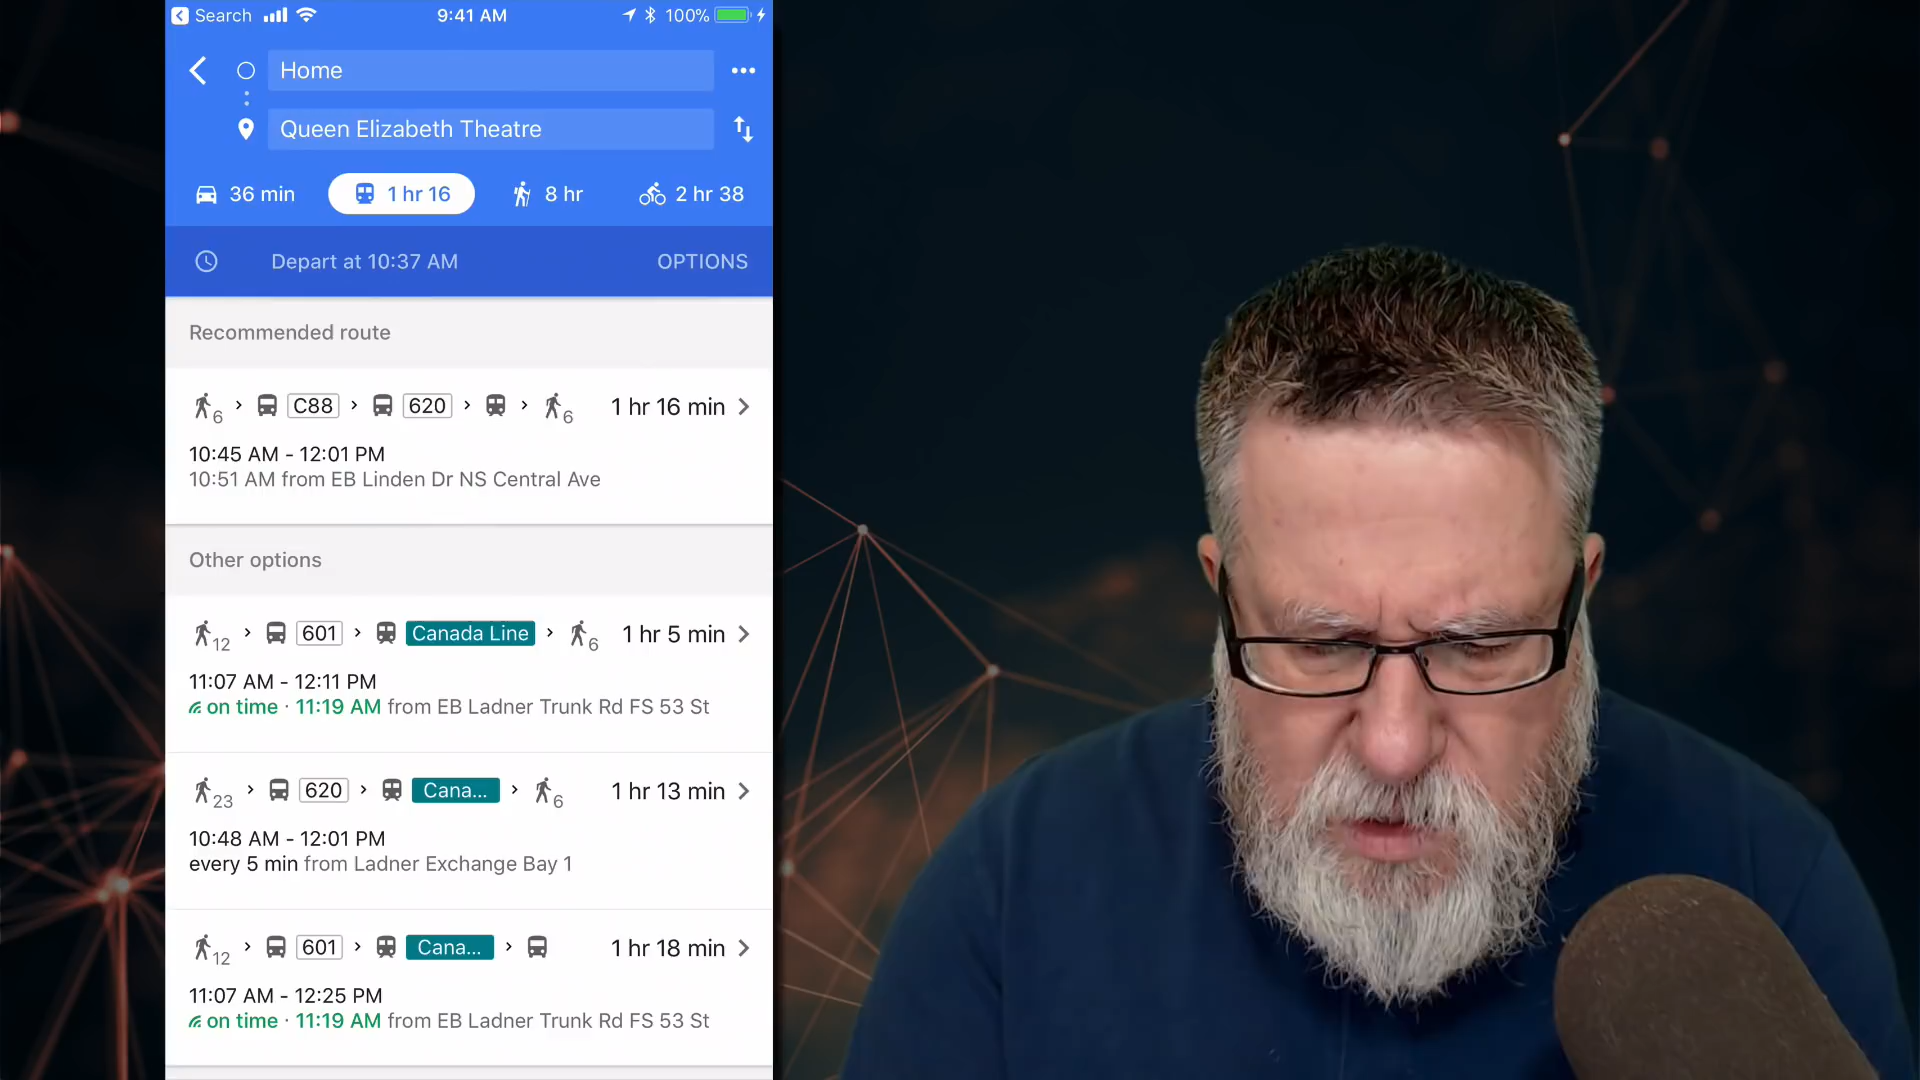 Search 9:41 AM 100%
Home
Queen Elizabeth Theatre
36 min 1 hr 16 8 hr 2 hr 38
Depart at 10:37 AM OPTIONS
Recommended route
6 C88 620 6 1 hr 16 min
10:45 AM - 12:01 PM
10:51 AM from EB Linden Dr NS Central Ave
Other options
12 601 Canada Line 6 1 hr 5 min
11:07 AM - 12:11 PM
on time · 11:19 AM from EB Ladner Trunk Rd FS 53 St
23 620 Cana... 6 1 hr 13 min
10:48 AM - 12:01 PM
every 5 min from Ladner Exchange Bay 1
12 601 Cana... 1 hr 18 min
11:07 AM - 12:25 PM
on time · 11:19 AM from EB Ladner Trunk Rd FS 53 St